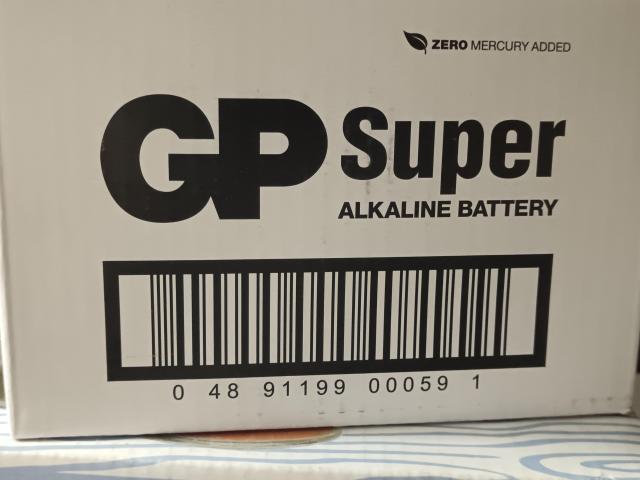 ZERO MERCURY ADDED
GP Super
ALKALINE BATTERY
0 48 91199 00059 1